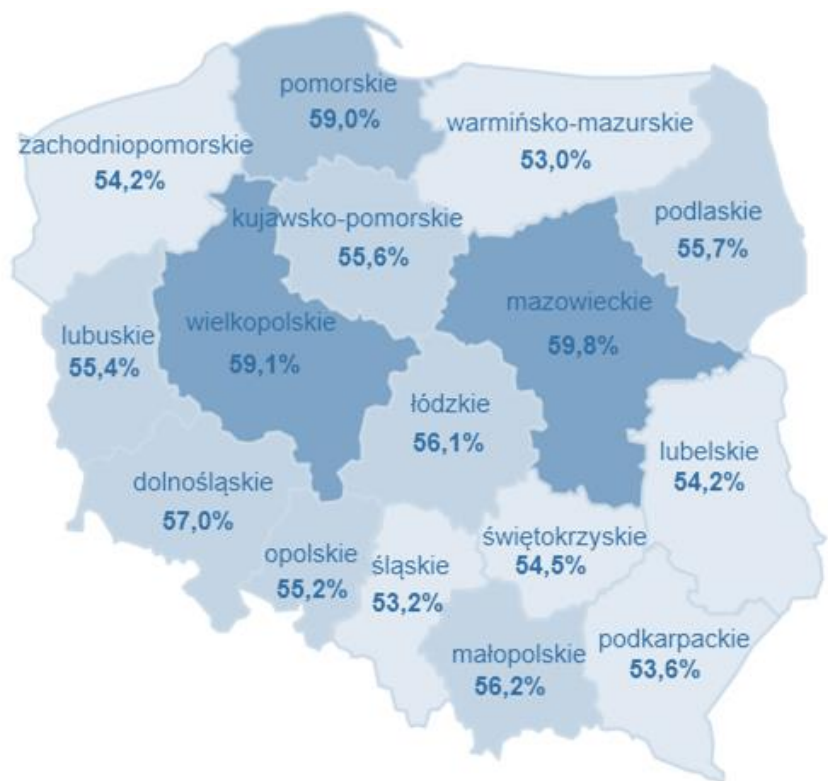 pomorskie
59,0%
warmińsko-mazurskie
53,0%
zachodniopomorskie
54,2%
kujawsko-pomorskie
55,6%
podlaskie
55,7%
mazowieckie
59,8%
wielkopolskie
59,1%
lubuskie
55,4%
łódzkie
56,1%
lubelskie
54,2%
dolnośląskie
57,0%
świętokrzyskie
54,5%
opolskie
55,2%
śląskie
53,2%
podkarpackie
53,6%
małopolskie
56,2%